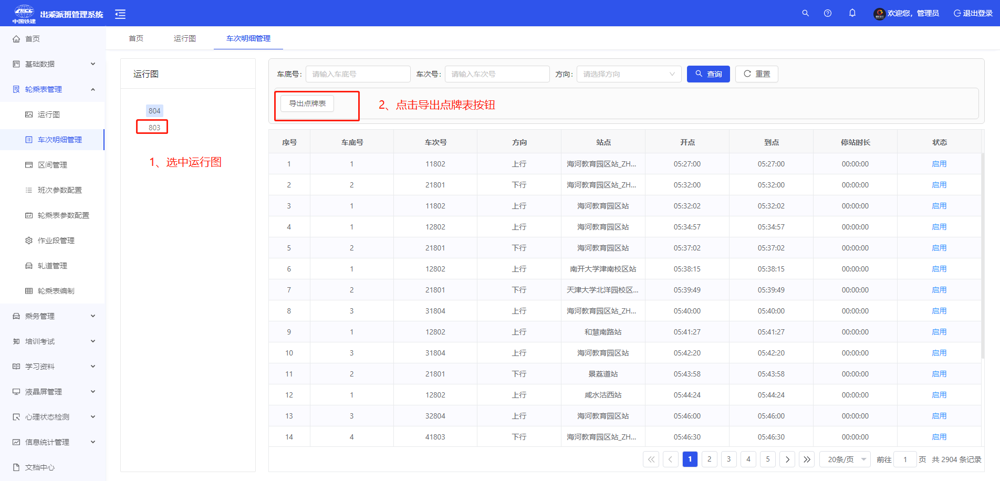 CRCC
中国铁建
出乘派班管理系统
欢迎您，管理员
退出登录
首页
基础数据
轮乘表管理
运行图
车次明细管理
区间管理
班次参数配置
轮乘表参数配置
作业段管理
轧道管理
轮乘表编制
乘务管理
知 培训考试
学习资料
液晶屏管理
心理状态检测
信息统计管理
文档中心
首页 运行图 车次明细管理
运行图
804
803
1、选中运行图
车底号: 请输入车底号 车次号: 请输入车次号 方向: 请选择方向 查询 重置
导出点牌表
2、点击导出点牌表按钮
序号 车底号 车次号 方向 站点 开点 到点 停站时长 状态
1 1 11802 上行 海河教育园区站_ZH... 05:27:00 05:27:00 00:00:00 启用
2 2 21801 下行 海河教育园区站_ZH... 05:32:00 05:32:00 00:00:00 启用
3 1 11802 上行 海河教育园区站 05:32:02 05:32:02 00:00:00 启用
4 1 12802 上行 海河教育园区站 05:34:57 05:34:57 00:00:00 启用
5 2 21801 下行 海河教育园区站 05:37:02 05:37:02 00:00:00 启用
6 1 12802 上行 南开大学津南校区站 05:38:15 05:38:15 00:00:00 启用
7 2 21801 下行 天津大学北洋园校区... 05:39:49 05:39:49 00:00:00 启用
8 3 31804 上行 海河教育园区站_ZH... 05:40:00 05:40:00 00:00:00 启用
9 1 12802 上行 和慧南路站 05:41:27 05:41:27 00:00:00 启用
10 3 31804 上行 海河教育园区站 05:42:20 05:42:20 00:00:00 启用
11 2 21801 下行 景荔道站 05:43:58 05:43:58 00:00:00 启用
12 1 12802 上行 咸水沽西站 05:44:24 05:44:24 00:00:00 启用
13 3 32804 上行 海河教育园区站 05:46:00 05:46:00 00:00:00 启用
14 4 41803 下行 海河教育园区站_ZH... 05:46:30 05:46:30 00:00:00 启用
1 2 3 4 5 20条/页 前往 1 页 共 2904 条记录